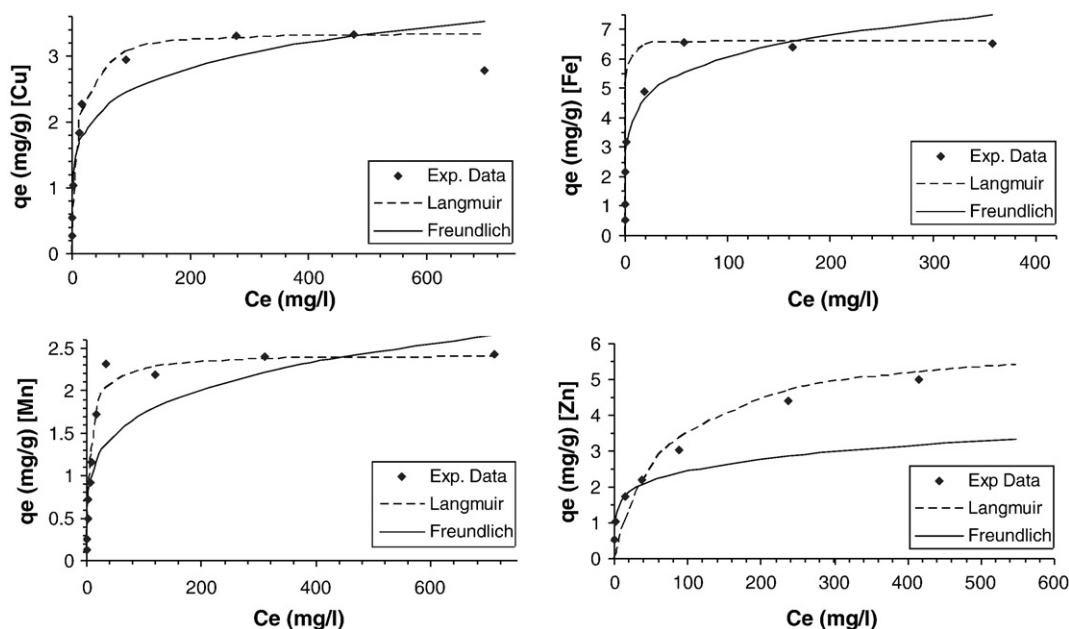 qe (mg/g) [Cu]
3
2
1
0
Exp. Data
Langmuir
Freundlich
0 200 400 600
Ce (mg/l)
qe (mg/g) [Fe]
7
6
5
4
3
2
1
0
Exp. Data
Langmuir
Freundlich
0 100 200 300 400
Ce (mg/l)
qe (mg/g) [Mn]
2.5
2
1.5
1
0.5
0
Exp. Data
Langmuir
Freundlich
0 200 400 600
Ce (mg/l)
qe (mg/g) [Zn]
6
5
4
3
2
1
0
Exp Data
Langmuir
Freundlich
0 100 200 300 400 500 600
Ce (mg/l)